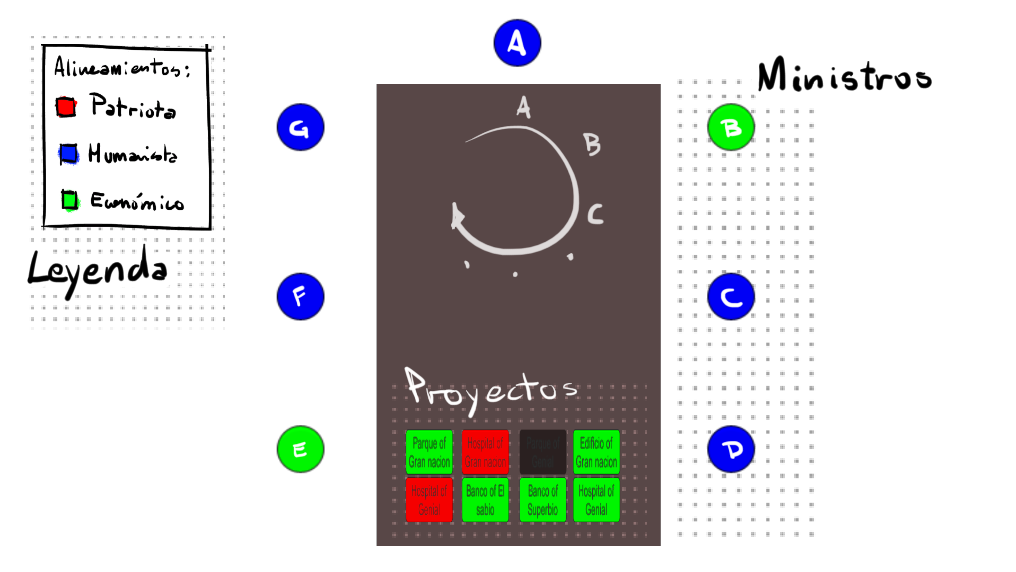 Alineamientos:
Patriota
Humanista
Económico
Leyenda
A
G
F
E
A
B
C
Proyectos
Parque of
Gran nacion
Hospital of
Gran nacion
Edificio of
Gran nacion
Hospital of
Genial
Banco of El
sabio
Banco of
Superbio
Hospital of
Genial
Ministros
B
C
D